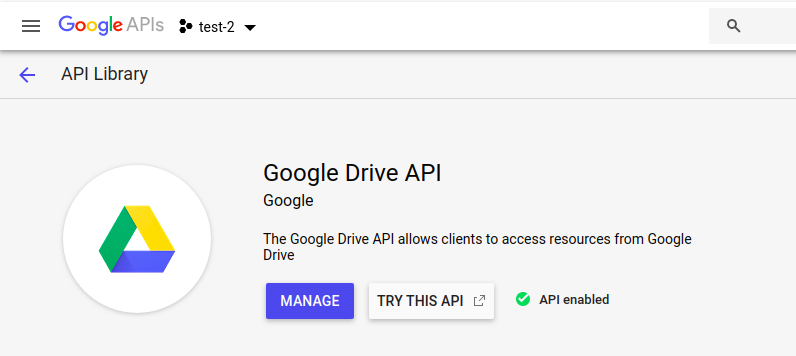 Google APIs test-2
API Library
Google Drive API
Google
The Google Drive API allows clients to access resources from Google
Drive
MANAGE TRY THIS API API enabled